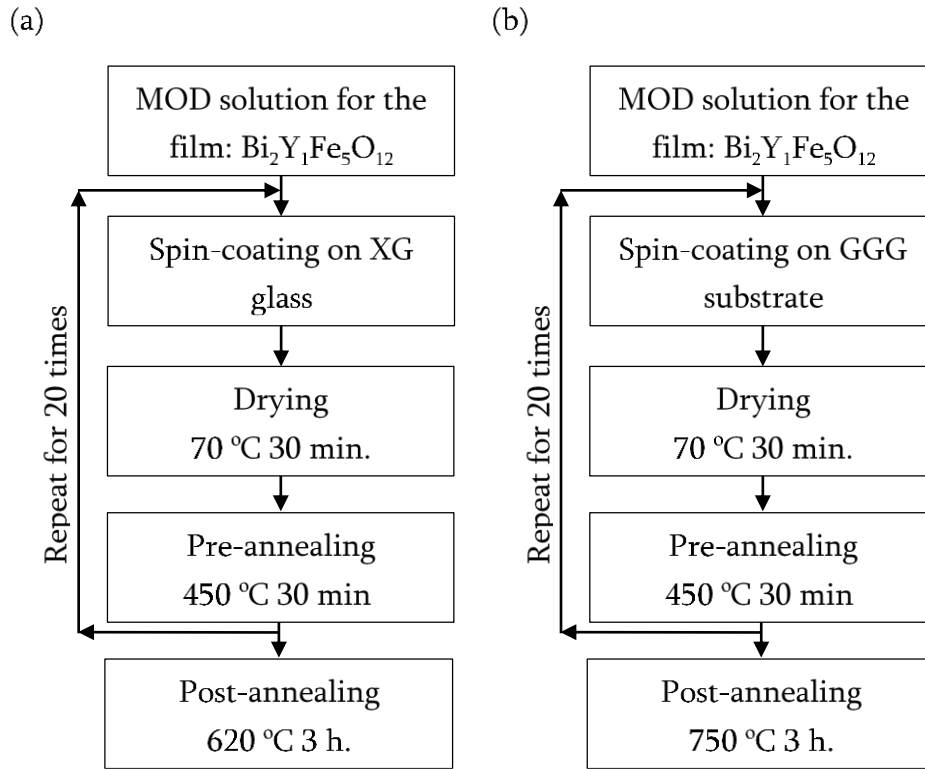 (a)
MOD solution for the
film: Bi₂Y₁Fe₅O₁₂
Spin-coating on XG
glass
Drying
70 ºC 30 min.
Pre-annealing
450 ºC 30 min
Post-annealing
620 ºC 3 h.
Repeat for 20 times
(b)
MOD solution for the
film: Bi₂Y₁Fe₅O₁₂
Spin-coating on GGG
substrate
Drying
70 ºC 30 min.
Pre-annealing
450 ºC 30 min
Post-annealing
750 ºC 3 h.
Repeat for 20 times